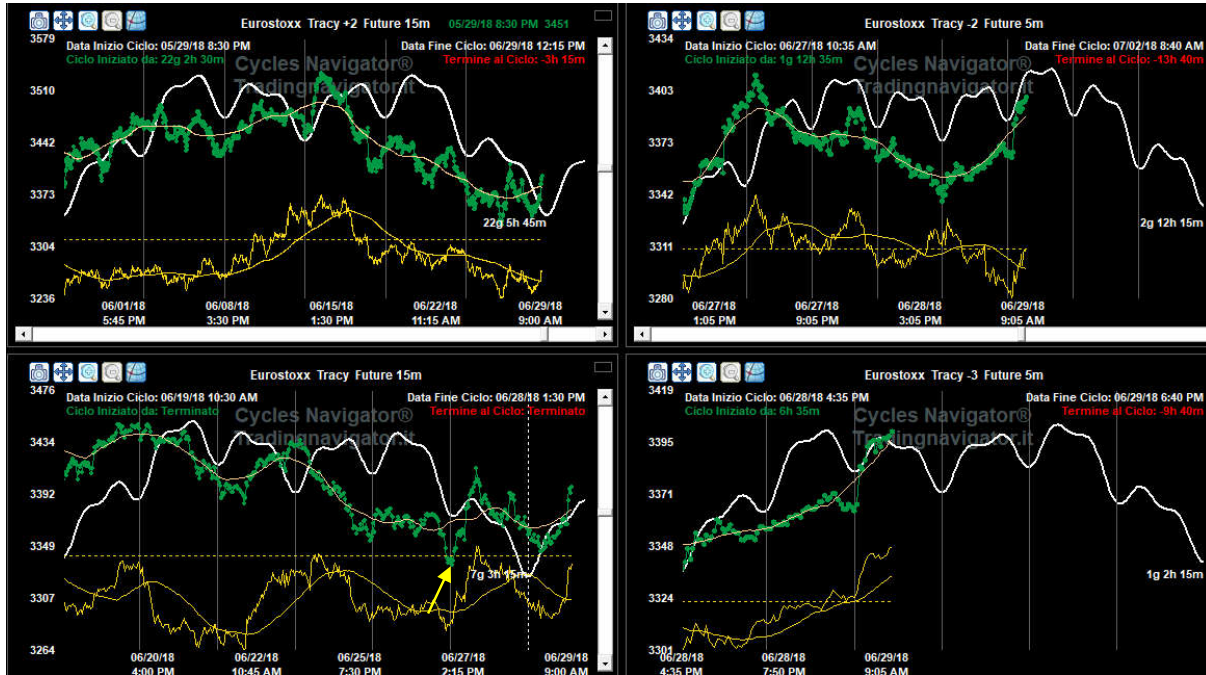 Eurostoxx Tracy +2 Future 15m 05/29/18 8:30 PM 3451
3579
Data Inizio Ciclo: 05/29/18 8:30 PM Data Fine Ciclo: 06/29/18 12:15 PM
Ciclo Iniziato da: 22g 2h 30m Termine al Ciclo: -3h 15m
Cycles Navigator®
Tradingnavigator.it
3510
3442
3373
22g 5h 45m
3304
3236
06/01/18 06/08/18 06/15/18 06/22/18 06/29/18
5:45 PM 3:30 PM 1:30 PM 11:15 AM 9:00 AM
Eurostoxx Tracy -2 Future 5m
3434
Data Inizio Ciclo: 06/27/18 10:35 AM Data Fine Ciclo: 07/02/18 8:40 AM
Ciclo Iniziato da: 1g 12h 35m Termine al Ciclo: -13h 40m
Cycles Navigator®
Tradingnavigator.it
3403
3373
3342
2g 12h 15m
3311
3280
06/27/18 06/27/18 06/28/18 06/29/18
1:05 PM 9:05 PM 3:05 PM 9:05 AM
Eurostoxx Tracy Future 15m
3476
Data Inizio Ciclo: 06/19/18 10:30 AM Data Fine Ciclo: 06/28/18 1:30 PM
Ciclo Iniziato da: Terminato Termine al Ciclo: Terminato
Cycles Navigator®
Tradingnavigator.it
3434
3392
3349
7g 3h 15m
3307
3264
06/20/18 06/22/18 06/25/18 06/27/18 06/29/18
4:00 PM 10:45 AM 7:30 PM 2:15 PM 9:00 AM
Eurostoxx Tracy -3 Future 5m
3419
Data Inizio Ciclo: 06/28/18 4:35 PM Data Fine Ciclo: 06/29/18 6:40 PM
Ciclo Iniziato da: 6h 35m Termine al Ciclo: -9h 40m
Cycles Navigator®
Tradingnavigator.it
3395
3371
3348
1g 2h 15m
3324
3301
06/28/18 06/28/18 06/29/18
4:35 PM 7:50 PM 9:05 AM